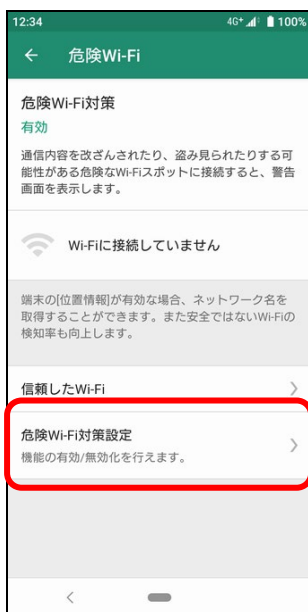 12:34 4G+ 100%
危険Wi-Fi
危険Wi-Fi対策
有効
通信内容を改ざんされたり、盗み見られたりする可
能性がある危険なWi-Fiスポットに接続すると、警告
画面を表示します。
Wi-Fiに接続していません
端末の[位置情報]が有効な場合、ネットワーク名を
取得することができます。また安全ではないWi-Fiの
検知率も向上します。
信頼したWi-Fi
危険Wi-Fi対策設定
機能の有効/無効化を行えます。